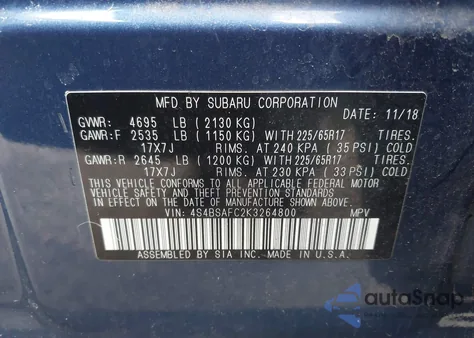 MFD.BY SUBARU CORPORATION
GVWR: 4695 LB ( 2130 KG) DATE: 11/18
GAWR:F 2535 LB ( 1150 KG) WITH 225/65R17 TIRES.
17X7J RIMS.AT 240 KPA ( 35 PSI) COLD
GAWR:R 2645 LB ( 1200 KG) WITH 225/65R17 TIRES.
17X7J RIMS.AT 230 KPA ( 33 PSI) COLD
THIS VEHICLE CONFORMS TO ALL APPLICABLE FEDERAL MOTOR
VEHICLE SAFETY STANDARDS IN EFFECT ON THE DATE OF
MANUFACTURE SHOWN ABOVE.
VIN: 4S4BSAFC2K3264800 MPV
ASSEMBLED BY SIA INC. MADE IN U.S.A.
autoSnap